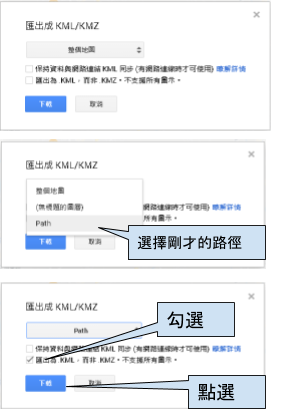 匯出成 KML/KMZ
整個地圖
保持資料與網路連結 KML 同步 (有網路連線時才可使用) 瞭解詳情
匯出為 KML，而非 KMZ。不支援所有圖示。
下載
取消
匯出成 KML/KMZ
整個地圖
(無標題的圖層)
網路連線時才可使用) 瞭解詳情
Path
所有圖示。
下載
取消
選擇剛才的路徑
匯出成 KML/KMZ
Path
勾選
保持資料與網路連結 KML 同步 (有網路連線時才可使用) 瞭解詳情
匯出為 KML，而非 KMZ。不支援所有圖示。
下載
取消
點選